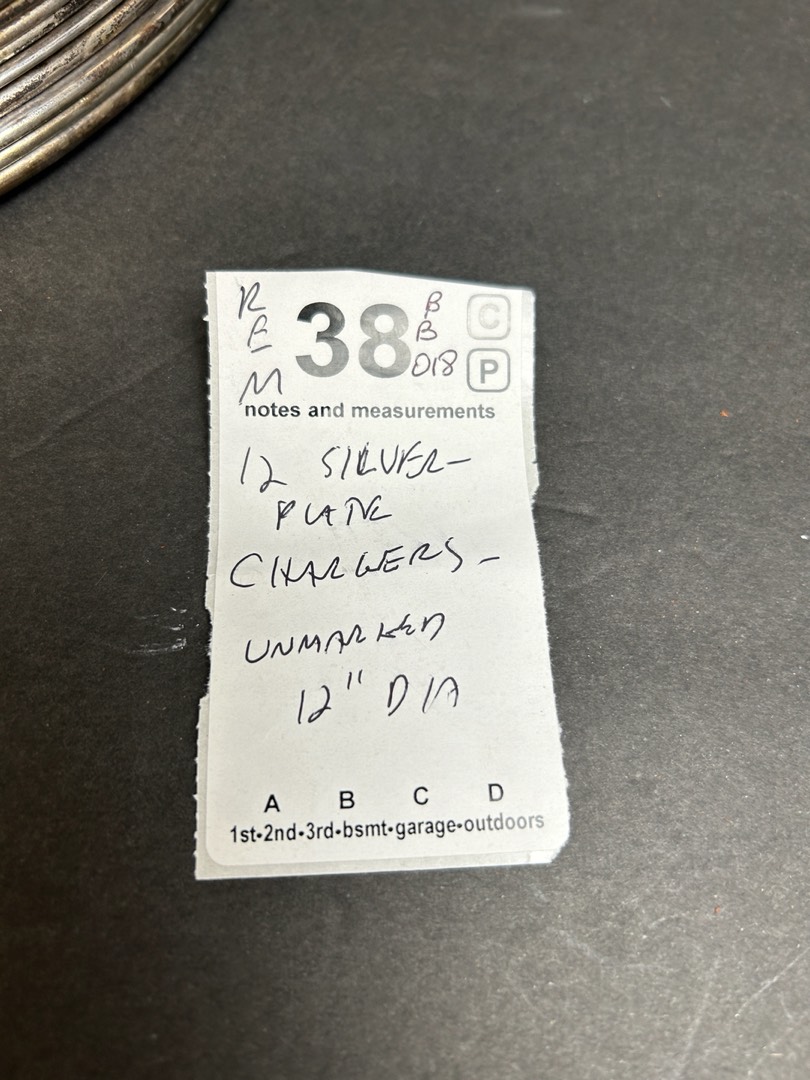 R
E
M
38
B
B
018
C
P
notes and measurements
12 SILVER-
PLATE
CHARGERS-
UNMARKED
12" DIA
A B C D
1st•2nd•3rd•bsmt•garage•outdoors